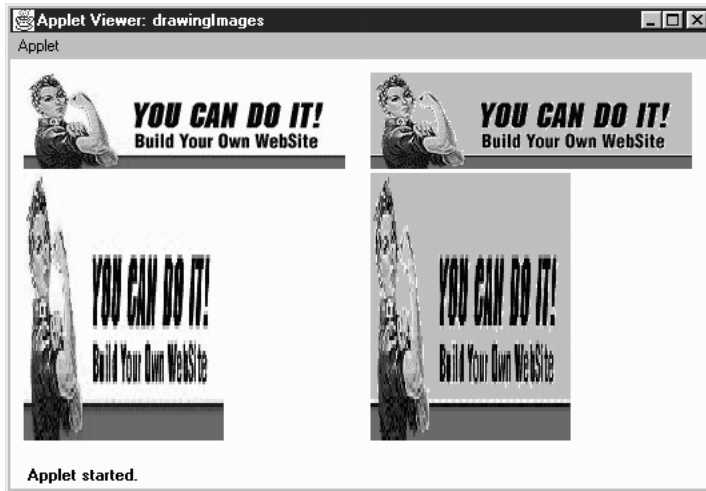 Applet Viewer: drawingImages
Applet
YOU CAN DO IT!
Build Your Own WebSite
YOU CAN DO IT!
Build Your Own WebSite
YOU CAN DO IT!
Build Your Own WebSite
YOU CAN DO IT!
Build Your Own WebSite
Applet started.